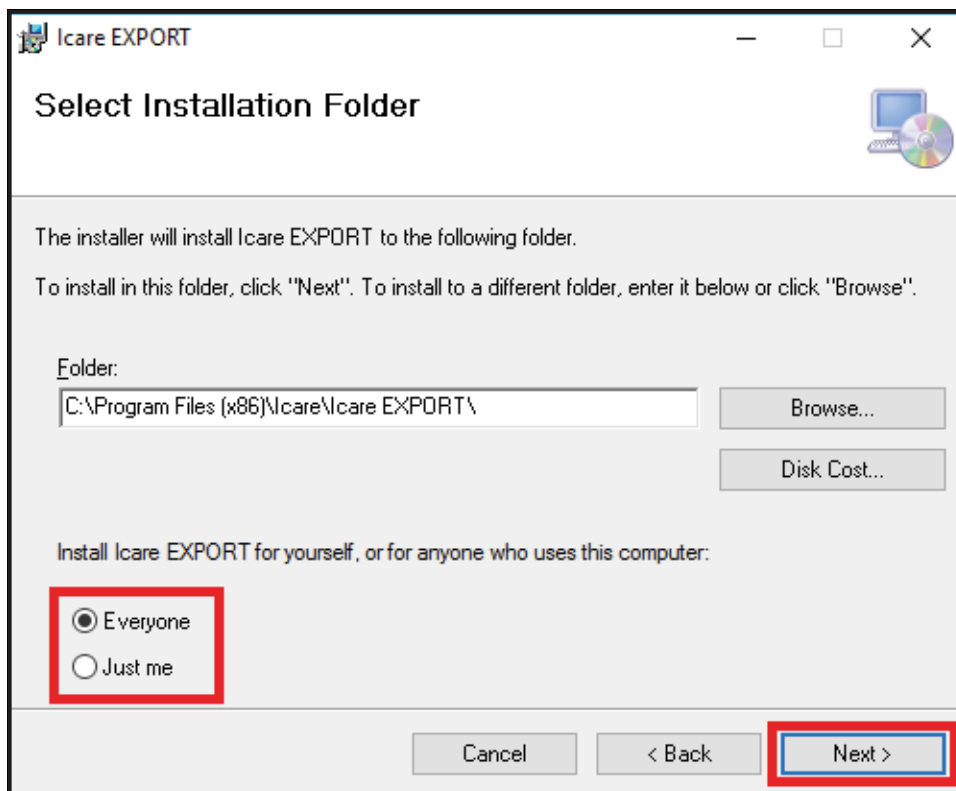 Icare EXPORT
Select Installation Folder
The installer will install Icare EXPORT to the following folder.
To install in this folder, click "Next". To install to a different folder, enter it below or click "Browse".
Folder:
C:\Program Files (x86)\Icare\Icare EXPORT\
Browse...
Disk Cost...
Install Icare EXPORT for yourself, or for anyone who uses this computer:
Everyone
Just me
Cancel
< Back
Next >